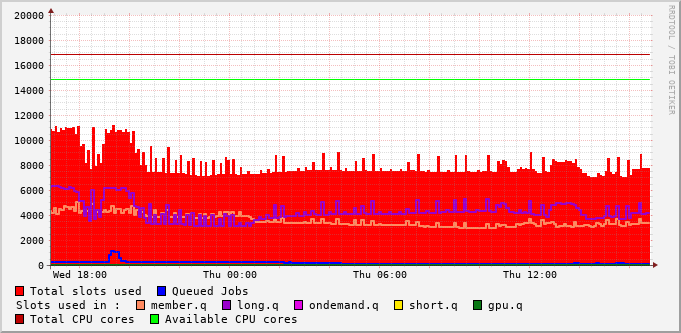 20000
18000
16000
14000
12000
10000
8000
6000
4000
2000
0
Wed 18:00 Thu 00:00 Thu 06:00 Thu 12:00
RRDTOOL / TOBI OETIKER
Total slots used Queued Jobs
Slots used in : member.q long.q ondemand.q short.q gpu.q
Total CPU cores Available CPU cores